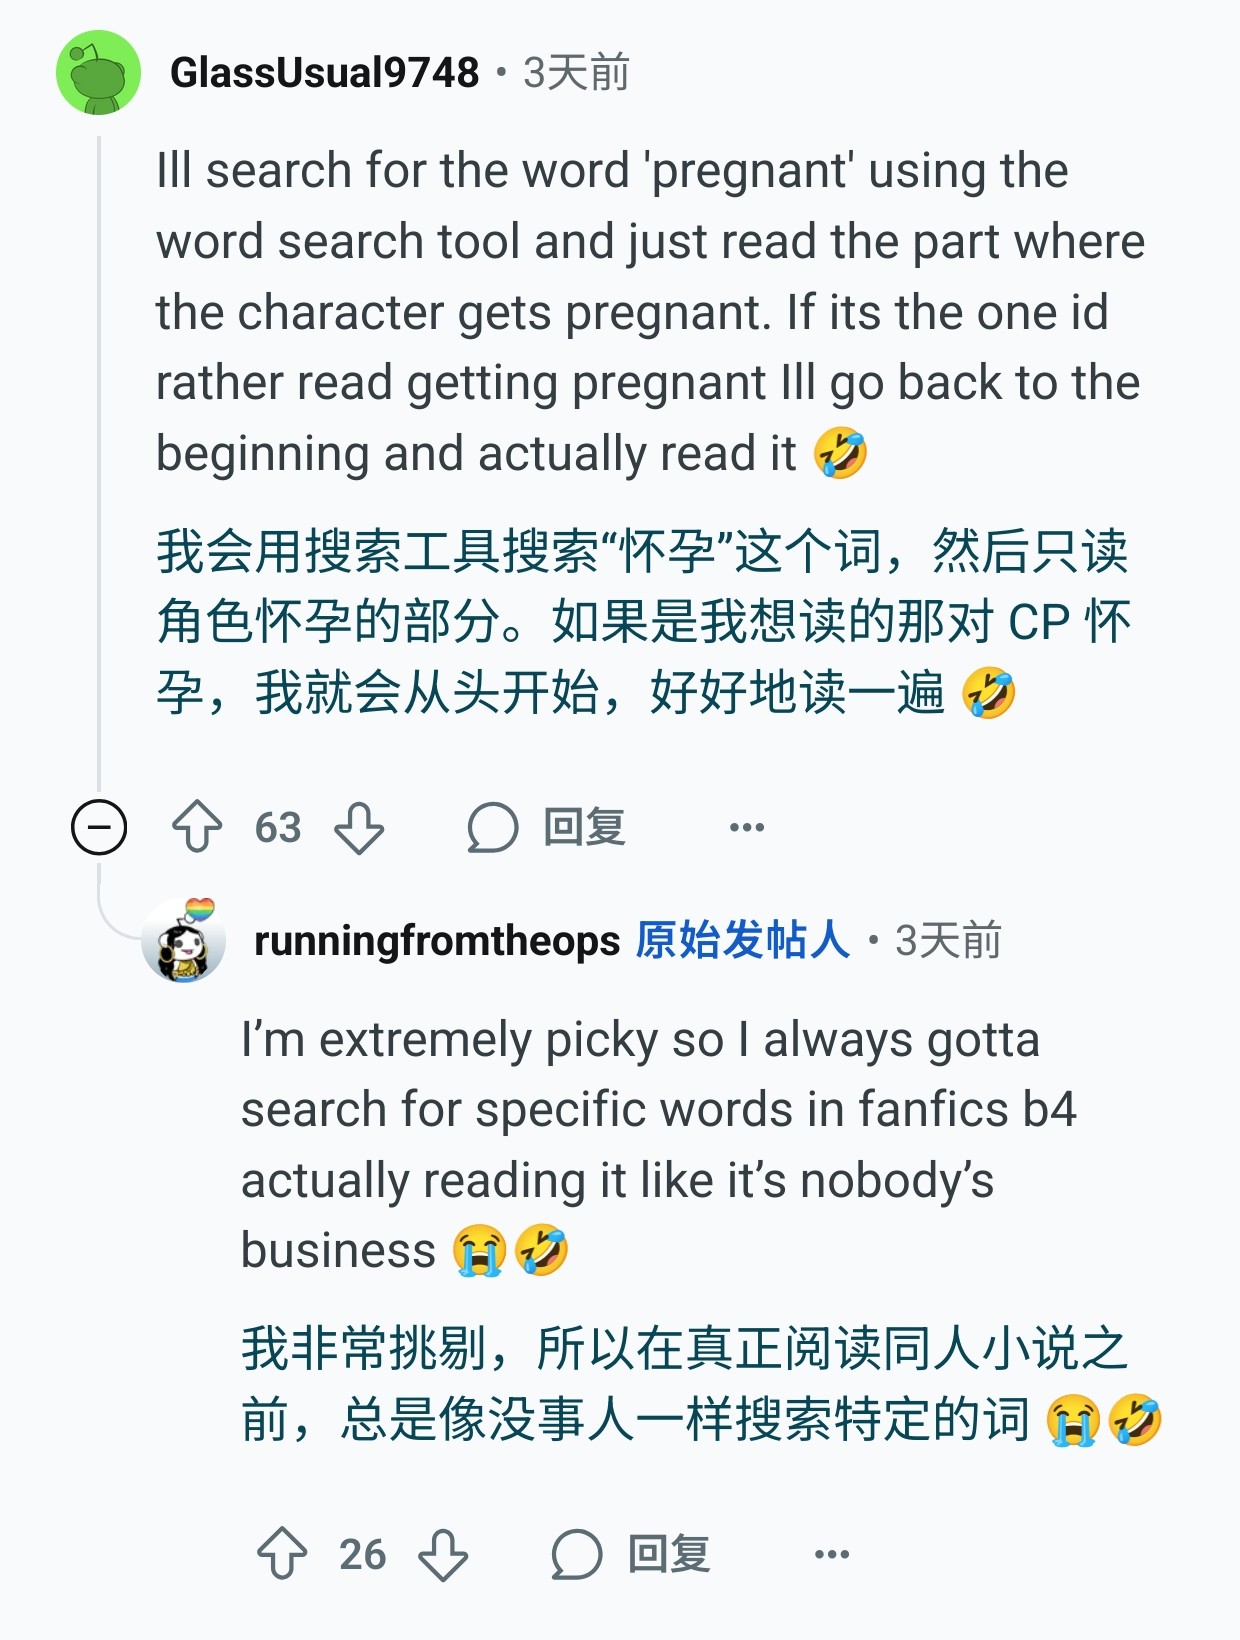 GlassUsual9748 • 3天前
Ill search for the word 'pregnant' using the
word search tool and just read the part where
the character gets pregnant. If its the one id
rather read getting pregnant Ill go back to the
beginning and actually read it 🤣
我会用搜索工具搜索“怀孕”这个词，然后只读
角色怀孕的部分。如果是我想读的那对 CP 怀
孕，我就会从头开始，好好地读一遍 🤣
63 回复
runningfromtheops 原始发帖人 • 3天前
I’m extremely picky so I always gotta
search for specific words in fanfics b4
actually reading it like it’s nobody’s
business 😭🤣
我非常挑剔，所以在真正阅读同人小说之
前，总是像没事人一样搜索特定的词 😭🤣
26 回复